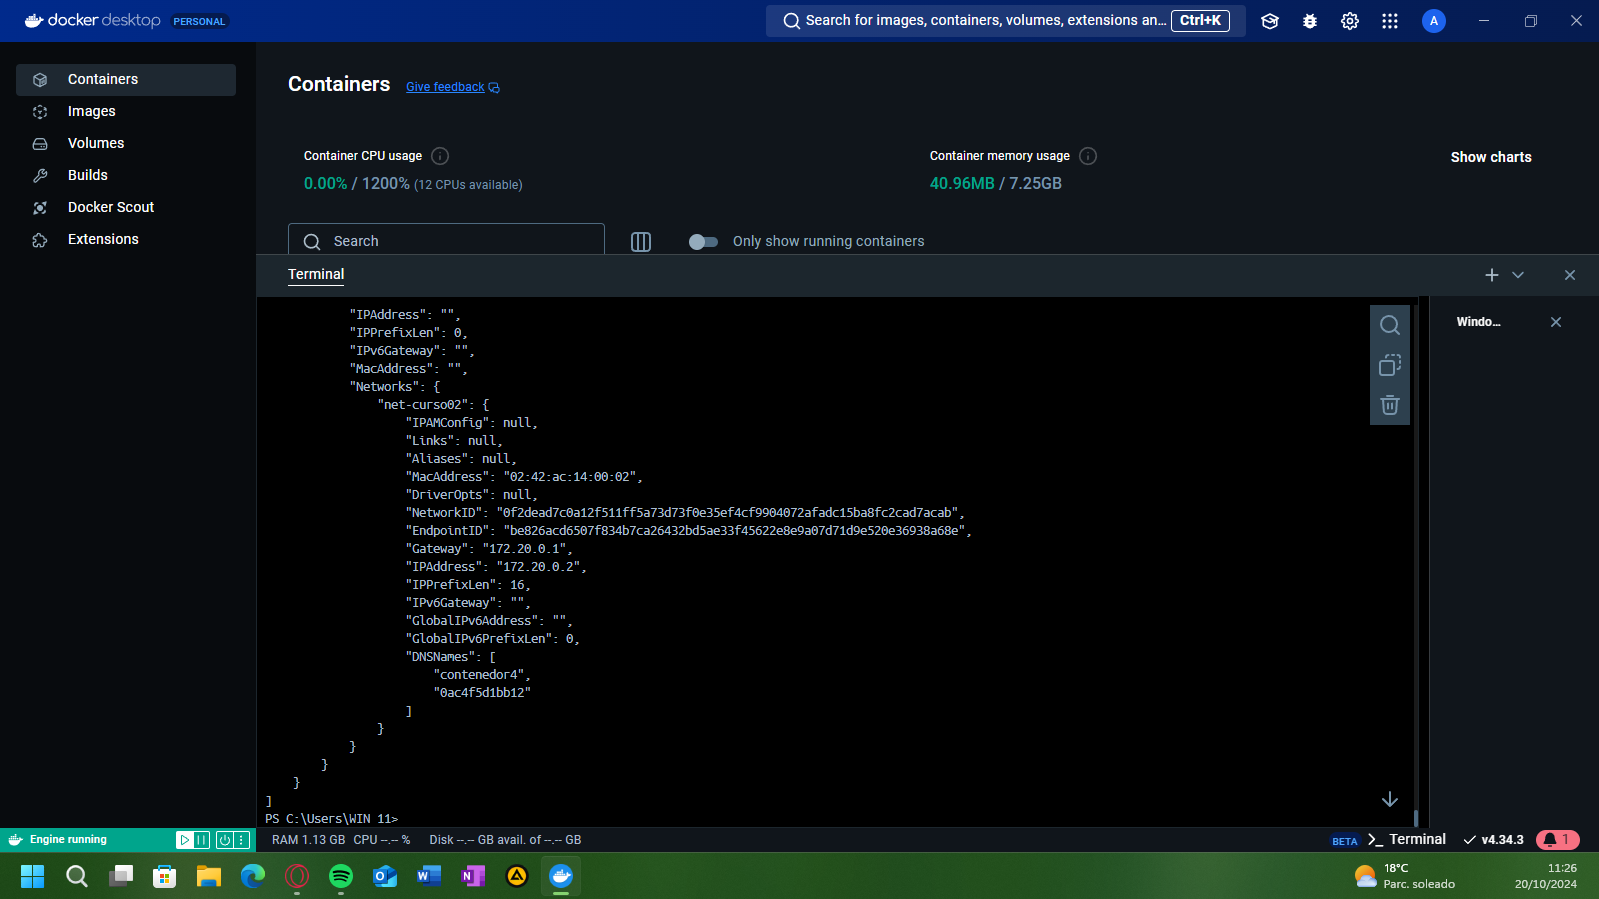 docker desktop PERSONAL
Search for images, containers, volumes, extensions an... Ctrl+K
A
Containers
Images
Volumes
Builds
Docker Scout
Extensions
Containers Give feedback
Container CPU usage
0.00% / 1200% (12 CPUs available)
Container memory usage
40.96MB / 7.25GB
Show charts
Search
Only show running containers
Terminal
Windo...
"IPAddress": "",
"IPPrefixLen": 0,
"IPv6Gateway": "",
"MacAddress": "",
"Networks": {
"net-curso02": {
"IPAMConfig": null,
"Links": null,
"Aliases": null,
"MacAddress": "02:42:ac:14:00:02",
"DriverOpts": null,
"NetworkID": "0f2dead7c0a12f511ff5a73d73f0e35ef4cf9904072afadc15ba8fc2cad7acab",
"EndpointID": "be826acd6507f834b7ca26432bd5ae33f45622e8e9a07d71d9e520e36938a68e",
"Gateway": "172.20.0.1",
"IPAddress": "172.20.0.2",
"IPPrefixLen": 16,
"IPv6Gateway": "",
"GlobalIPv6Address": "",
"GlobalIPv6PrefixLen": 0,
"DNSNames": [
"contenedor4",
"0ac4f5d1bb12"
]
}
}
}
}
]
PS C:\Users\WIN 11>
Engine running
RAM 1.13 GB CPU --.-- % Disk --.-- GB avail. of --.-- GB
BETA Terminal v4.34.3 1
18°C
Parc. soleado
11:26
20/10/2024